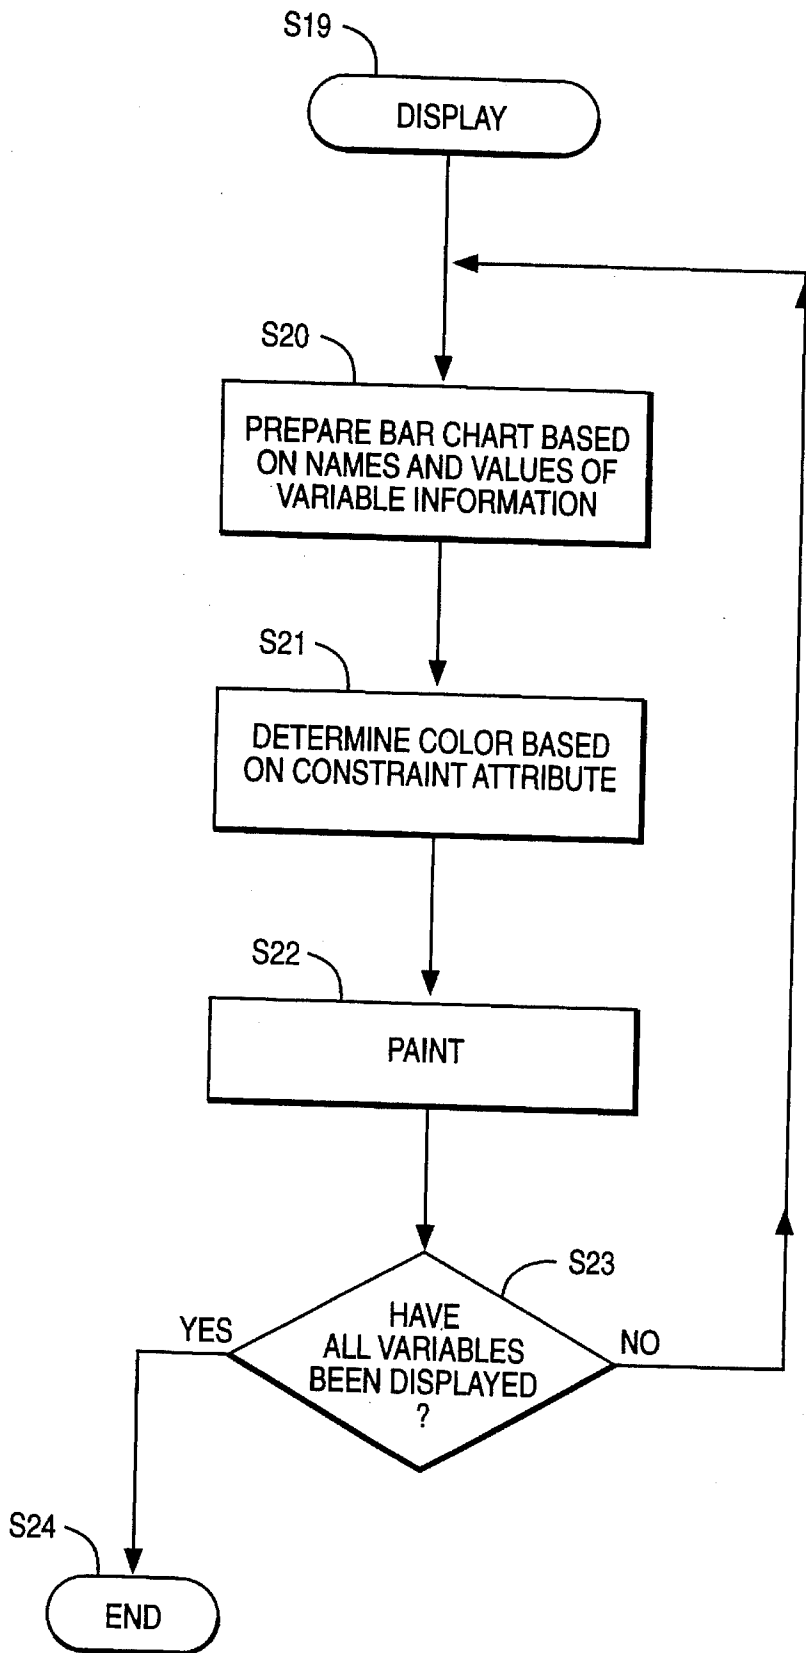 S19
DISPLAY
S20
PREPARE BAR CHART BASED
ON NAMES AND VALUES OF
VARIABLE INFORMATION
S21
DETERMINE COLOR BASED
ON CONSTRAINT ATTRIBUTE
S22
PAINT
S23
HAVE
ALL VARIABLES
BEEN DISPLAYED
?
YES
NO
S24
END